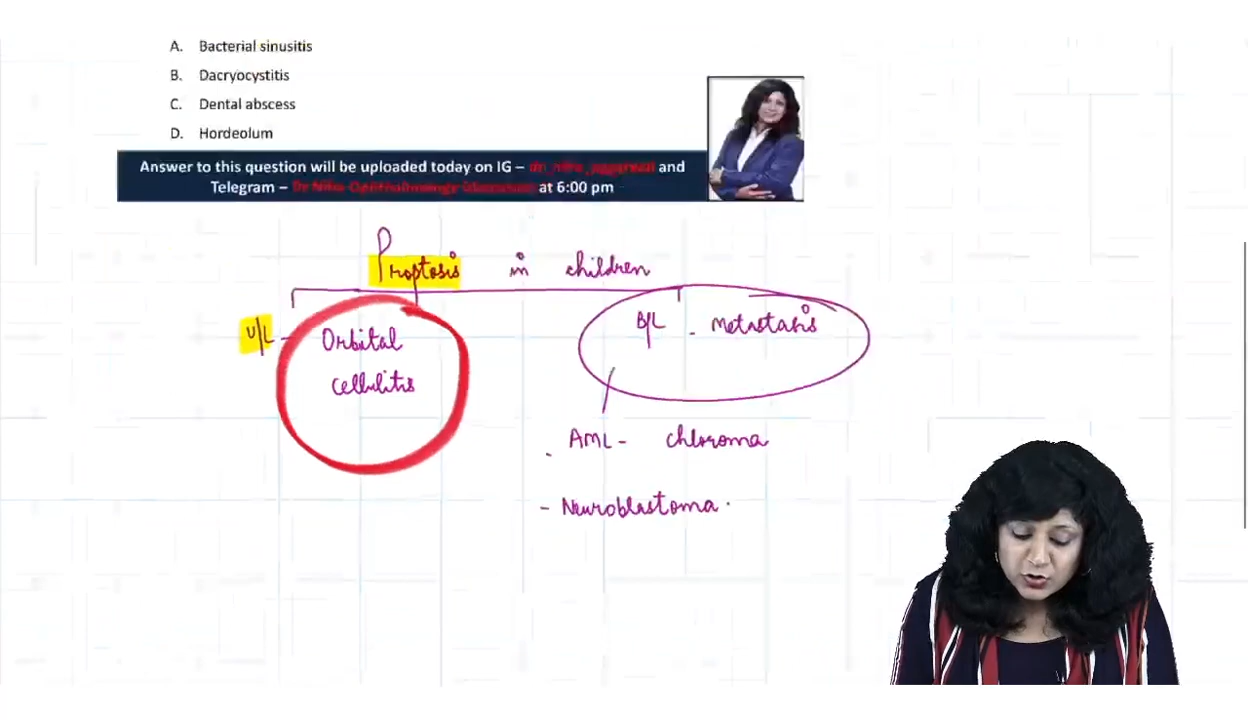 A. Bacterial sinusitis
B. Dacryocystitis
C. Dental abscess
D. Hordeolum
Answer to this question will be uploaded today on IG – and
Telegram – at 6:00 pm
Proptosis in children
U/L - Orbital cellulitis
B/L - Metastasis
AML - chloroma
- Neuroblastoma